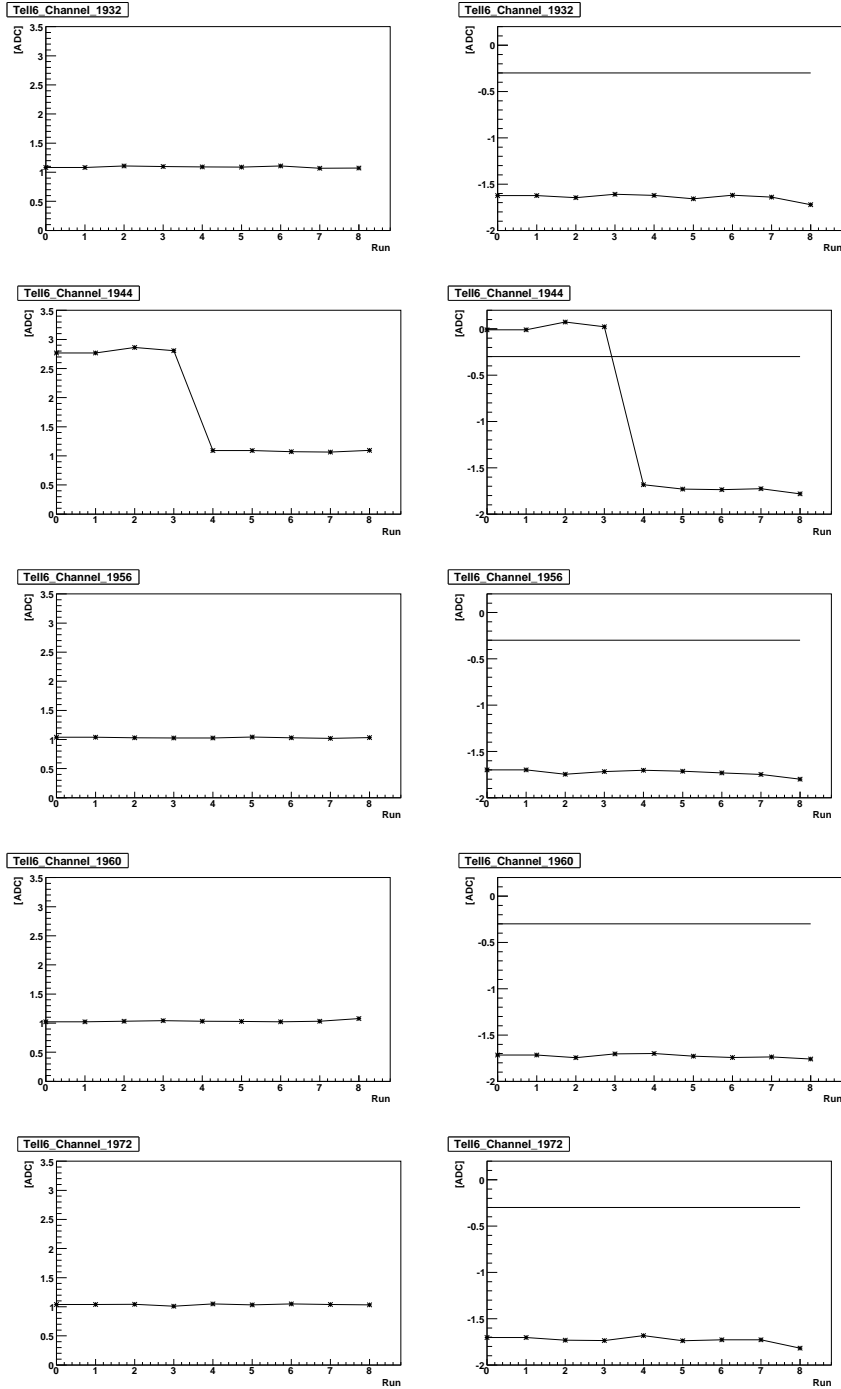 Tell6_Channel_1932
[ADC]
3.5
3
2.5
2
1.5
1
0.5
0
0 1 2 3 4 5 6 7 8
Run
Tell6_Channel_1932
[ADC]
0
-0.5
-1
-1.5
-2
0 1 2 3 4 5 6 7 8
Run
Tell6_Channel_1944
[ADC]
3.5
3
2.5
2
1.5
1
0.5
0
0 1 2 3 4 5 6 7 8
Run
Tell6_Channel_1944
[ADC]
0
-0.5
-1
-1.5
-2
0 1 2 3 4 5 6 7 8
Run
Tell6_Channel_1956
[ADC]
3.5
3
2.5
2
1.5
1
0.5
0
0 1 2 3 4 5 6 7 8
Run
Tell6_Channel_1956
[ADC]
0
-0.5
-1
-1.5
-2
0 1 2 3 4 5 6 7 8
Run
Tell6_Channel_1960
[ADC]
3.5
3
2.5
2
1.5
1
0.5
0
0 1 2 3 4 5 6 7 8
Run
Tell6_Channel_1960
[ADC]
0
-0.5
-1
-1.5
-2
0 1 2 3 4 5 6 7 8
Run
Tell6_Channel_1972
[ADC]
3.5
3
2.5
2
1.5
1
0.5
0
0 1 2 3 4 5 6 7 8
Run
Tell6_Channel_1972
[ADC]
0
-0.5
-1
-1.5
-2
0 1 2 3 4 5 6 7 8
Run